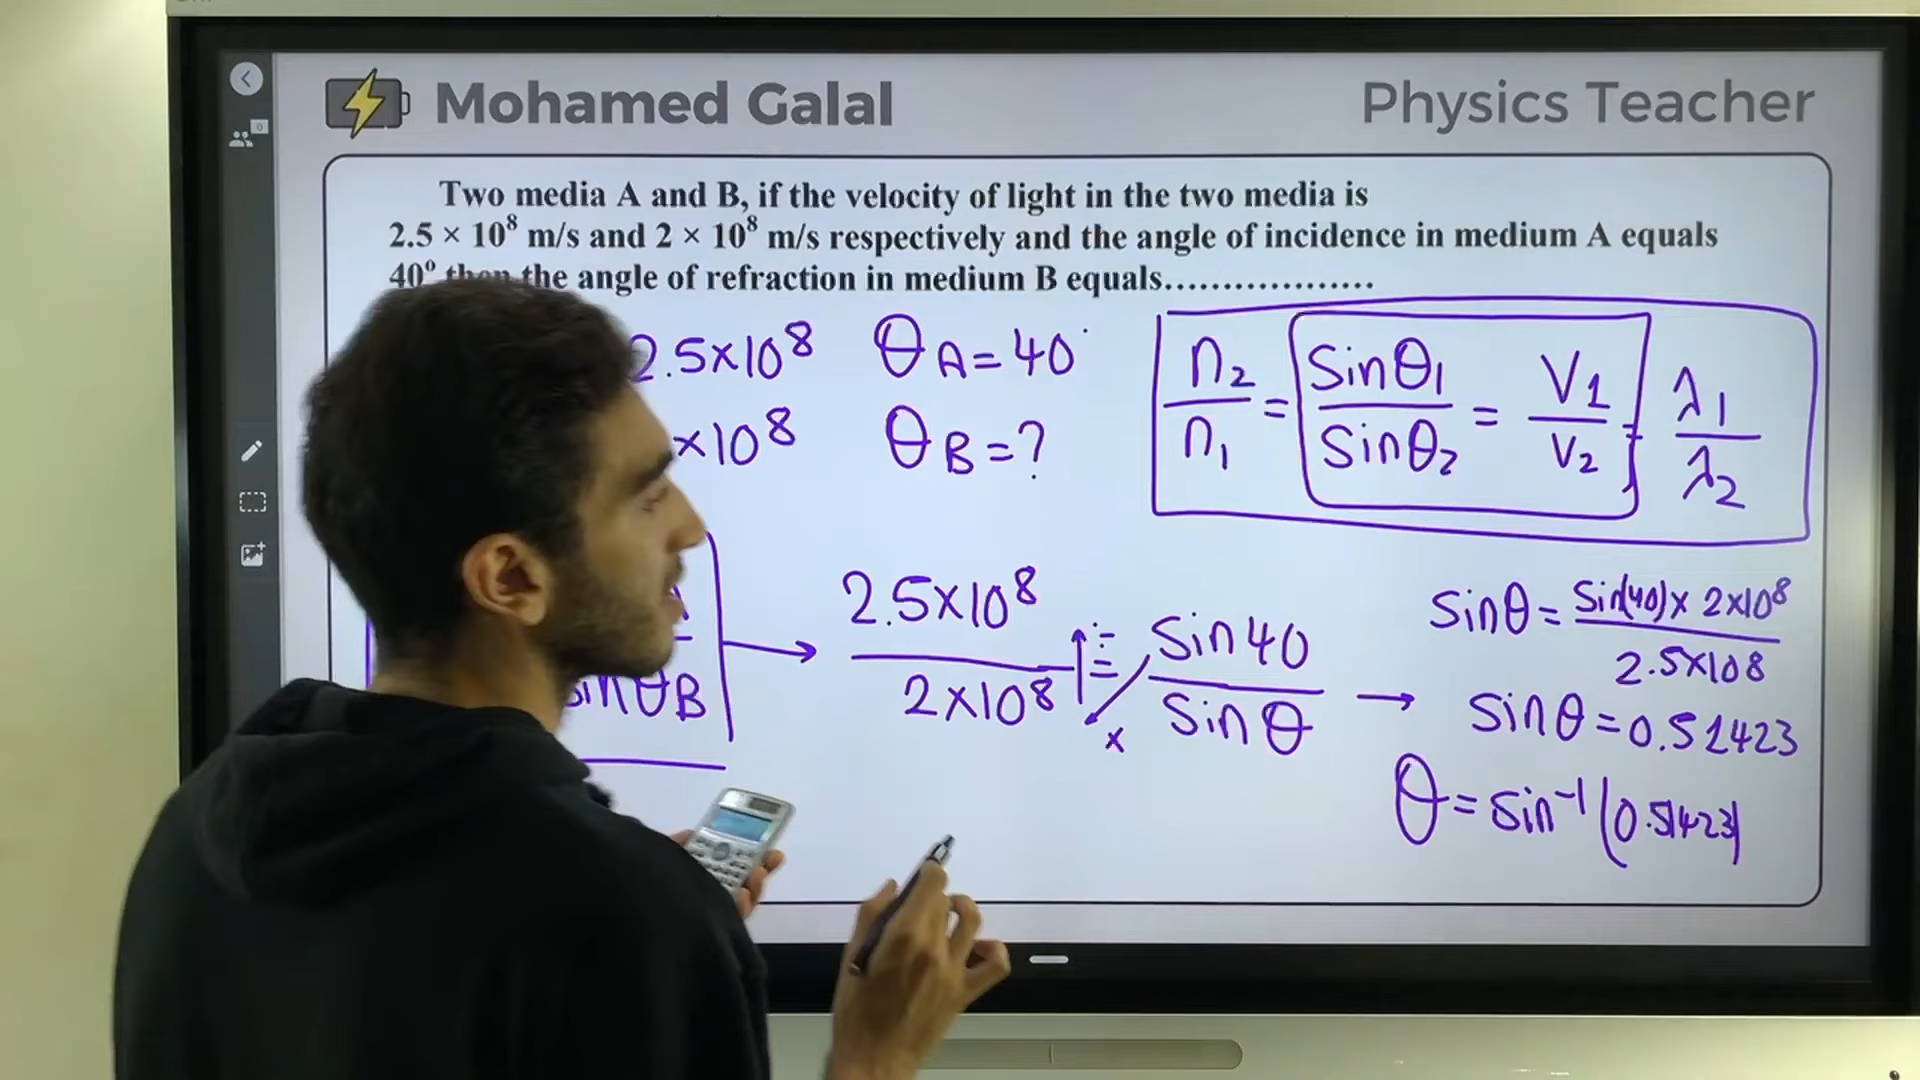 Mohamed Galal
Physics Teacher
0
Two media A and B, if the velocity of light in the two media is
2.5 × 10⁸ m/s and 2 × 10⁸ m/s respectively and the angle of incidence in medium A equals
40° then the angle of refraction in medium B equals..................
2.5×10⁸ θA=40°
×10⁸ θB=?
n₂/n₁ = Sinθ₁/Sinθ₂ = V₁/V₂ = λ₁/λ₂
sinθB
2.5×10⁸/2×10⁸ = Sin40/Sinθ
x
Sinθ = Sin(40)×2×10⁸/2.5×10⁸
Sinθ=0.51423
θ=Sin⁻¹(0.51423)